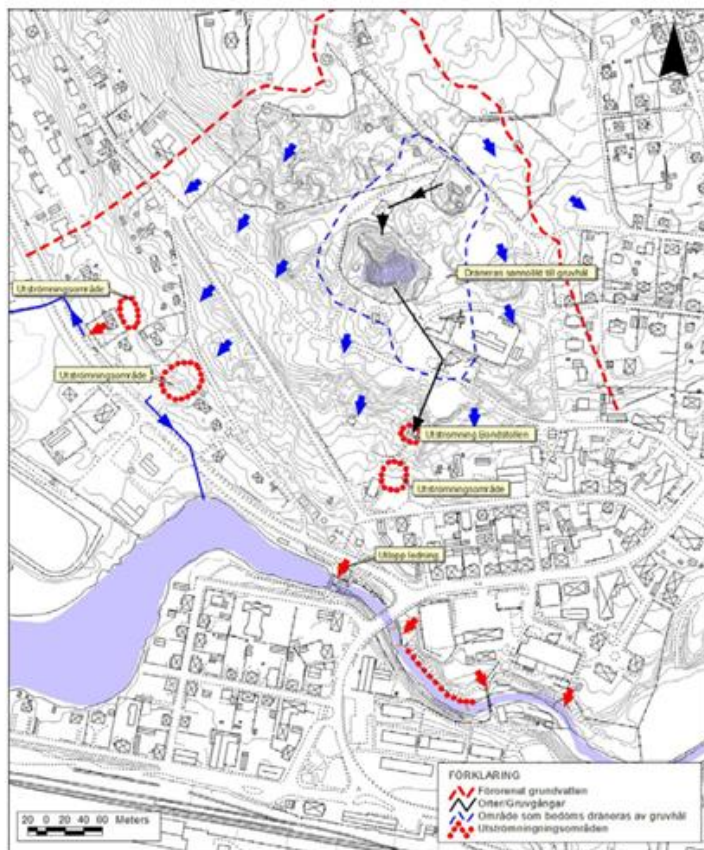 Utströmningsområde
Dräneras sannolikt till gruvhål
Utströmningsområde
Utströmning Bondstollen
Utströmningsområde
Utlopp ledning
FÖRKLARING
Förorenat grundvatten
Orter/Gruvgångar
Område som bedöms dräneras av gruvhål
Utströmningningsområden
20 0 20 40 60 Meters